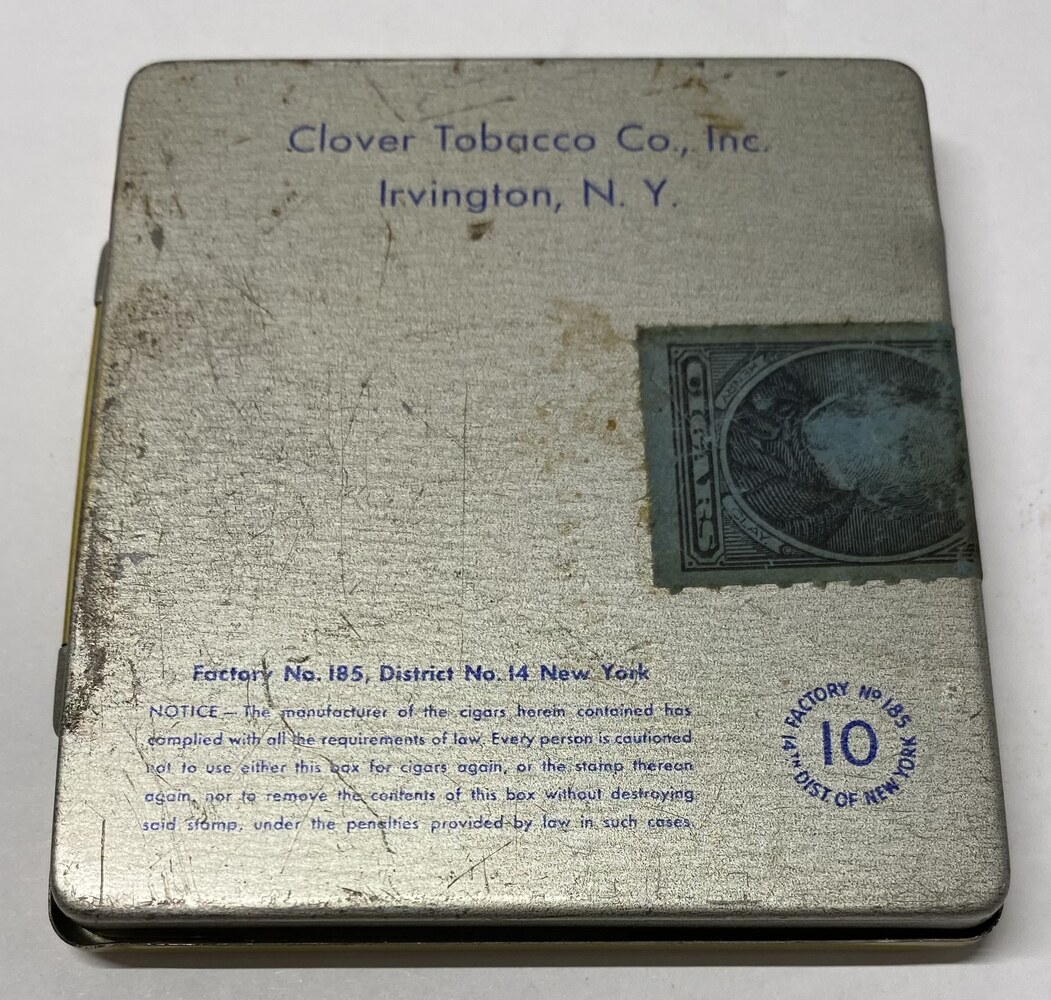 Clover Tobacco Co., Inc.
Irvington, N. Y.
CIGARS
CLAY
Factory No. 185, District No. 14 New York
NOTICE — The manufacturer of the cigars herein contained has
complied with all the requirements of law. Every person is cautioned
not to use either this box for cigars again, or the stamp thereon
again, nor to remove the contents of this box without destroying
said stamp, under the penalties provided by law in such cases.
FACTORY No 185
10
14TH DIST OF NEW YORK